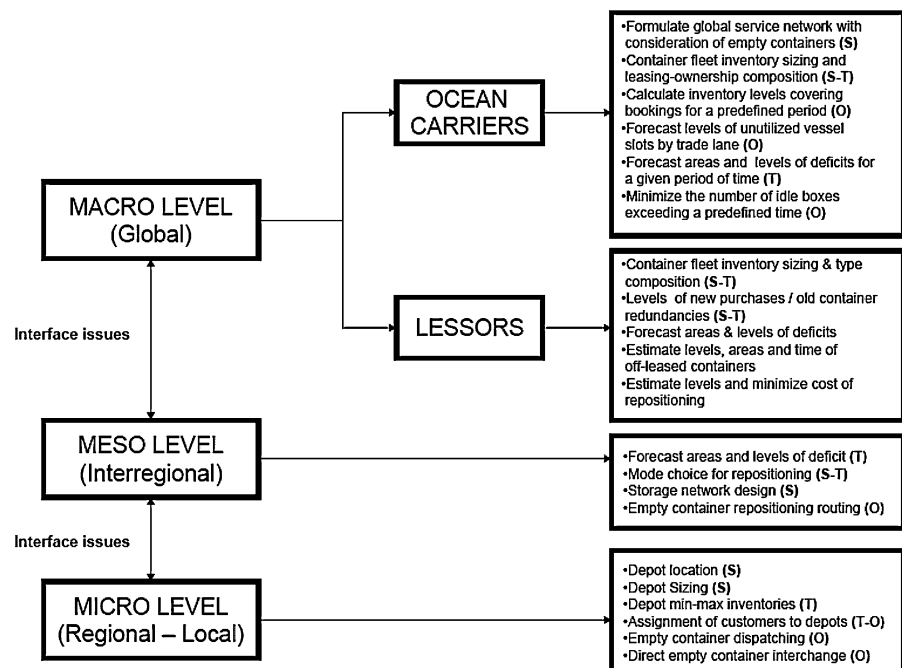 •Formulate global service network with
consideration of empty containers (S)
•Container fleet inventory sizing and
leasing-ownership composition (S-T)
•Calculate inventory levels covering
bookings for a predefined period (O)
•Forecast levels of unutilized vessel
slots by trade lane (O)
•Forecast areas and levels of deficits for
a given period of time (T)
•Minimize the number of idle boxes
exceeding a predefined time (O)
OCEAN
CARRIERS
MACRO LEVEL
(Global)
LESSORS
•Container fleet inventory sizing & type
composition (S-T)
•Levels of new purchases / old container
redundancies (S-T)
•Forecast areas & levels of deficits
•Estimate levels, areas and time of
off-leased containers
•Estimate levels and minimize cost of
repositioning
Interface issues
MESO LEVEL
(Interregional)
•Forecast areas and levels of deficit (T)
•Mode choice for repositioning (S-T)
•Storage network design (S)
•Empty container repositioning routing (O)
Interface issues
MICRO LEVEL
(Regional – Local)
•Depot location (S)
•Depot Sizing (S)
•Depot min-max inventories (T)
•Assignment of customers to depots (T-O)
•Empty container dispatching (O)
•Direct empty container interchange (O)